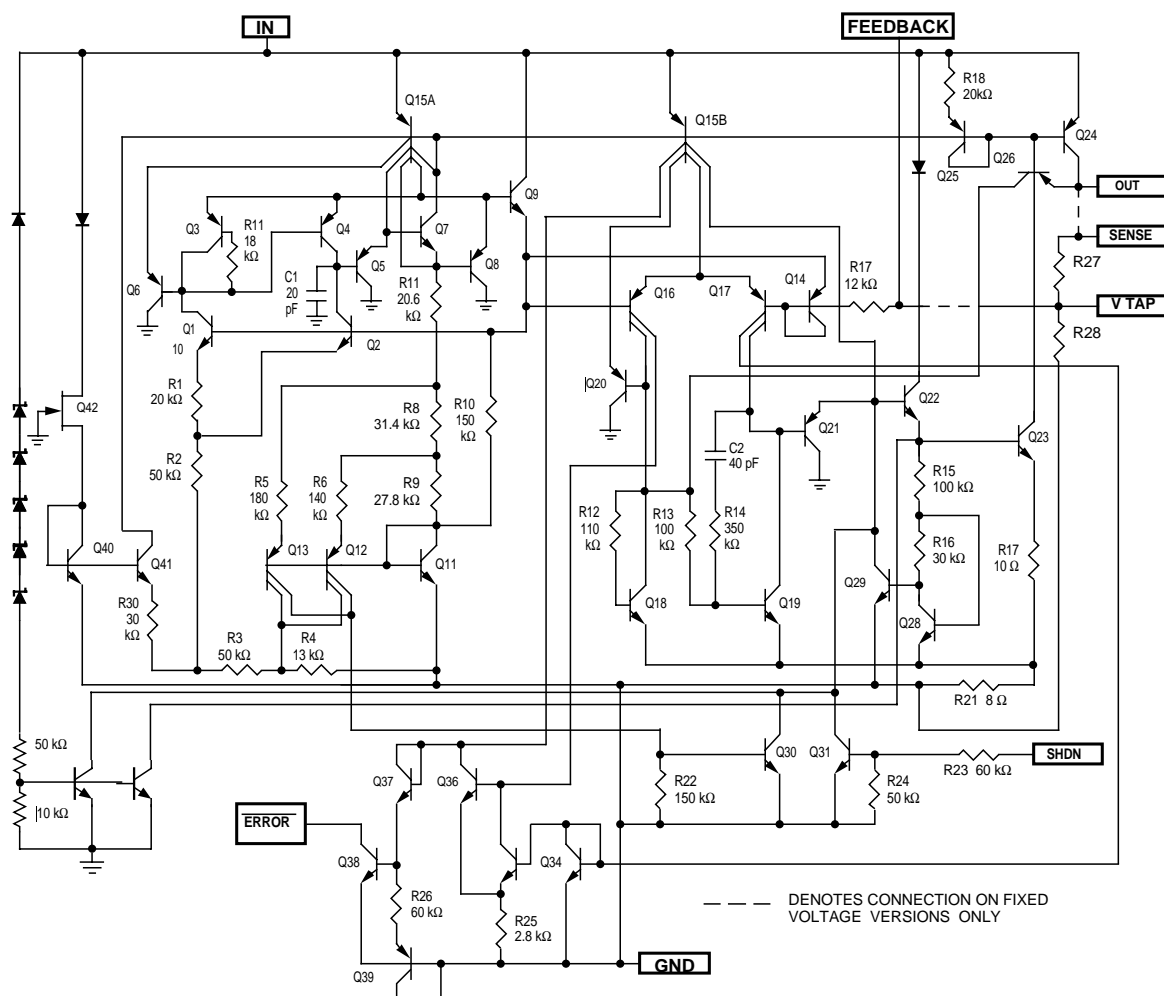 IN
FEEDBACK
R18
20kΩ
Q15A
Q15B
Q24
Q25
Q26
OUT
SENSE
V TAP
Q9
Q3
R11
18
kΩ
Q4
Q7
Q5
Q8
Q6
C1
20
pF
R11
20.6
kΩ
Q16
Q17
Q14
R17
12 kΩ
R27
R28
Q1
10
Q2
R1
20 kΩ
R2
50 kΩ
Q42
R8
31.4 kΩ
R10
150
kΩ
R9
27.8 kΩ
R5
180
kΩ
R6
140
kΩ
Q20
Q22
Q21
Q23
C2
40 pF
R15
100 kΩ
R12
110
kΩ
R13
100
kΩ
R14
350
kΩ
R16
30 kΩ
R17
10 Ω
Q40
Q41
Q13
Q12
Q11
Q18
Q19
Q29
Q28
R30
30
kΩ
R3
50 kΩ
R4
13 kΩ
R21 8 Ω
50 kΩ
10 kΩ
Q37
Q36
R22
150 kΩ
Q30
Q31
R24
50 kΩ
R23 60 kΩ
SHDN
ERROR
Q38
Q34
R26
60 kΩ
R25
2.8 kΩ
Q39
GND
DENOTES CONNECTION ON FIXED
VOLTAGE VERSIONS ONLY